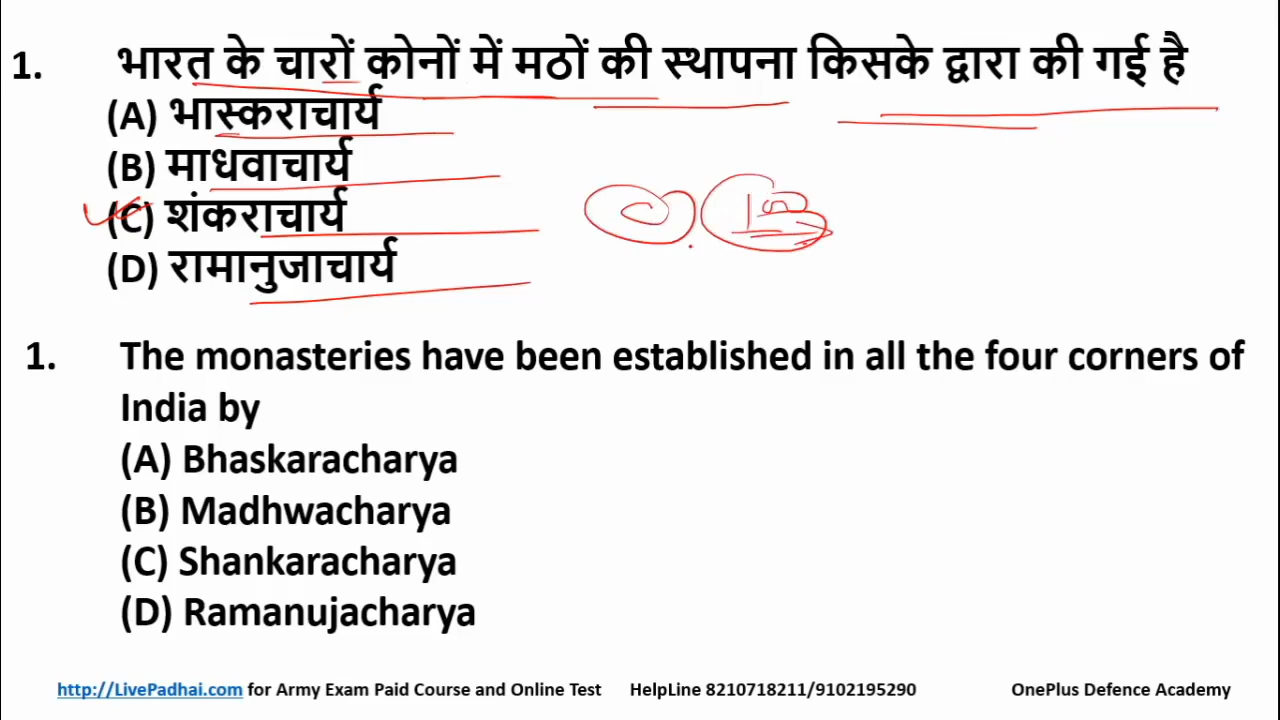 1. भारत के चारों कोनों में मठों की स्थापना किसके द्वारा की गई है
(A) भास्कराचार्य
(B) माधवाचार्य
(C) शंकराचार्य
(D) रामानुजाचार्य
1. The monasteries have been established in all the four corners of
India by
(A) Bhaskaracharya
(B) Madhwacharya
(C) Shankaracharya
(D) Ramanujacharya
http://LivePadhai.com for Army Exam Paid Course and Online Test HelpLine 8210718211/9102195290 OnePlus Defence Academy